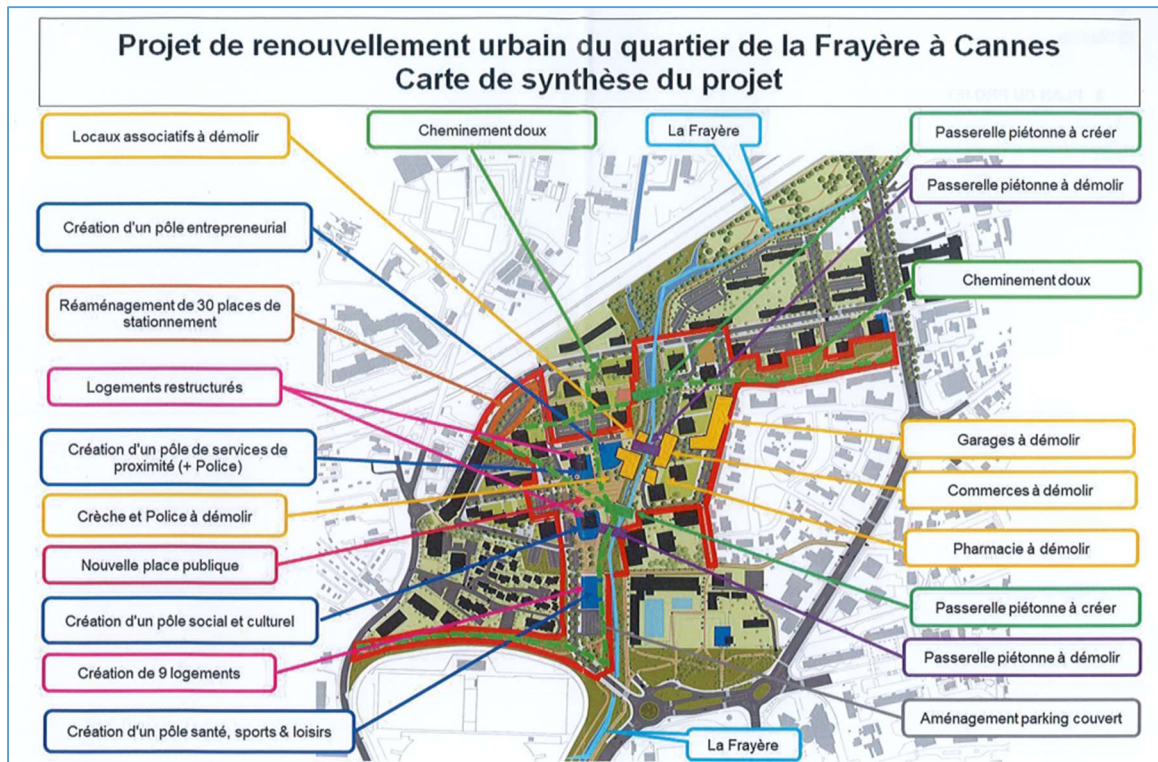 Projet de renouvellement urbain du quartier de la Frayère à Cannes
Carte de synthèse du projet
Locaux associatifs à démolir
Création d'un pôle entrepreneurial
Réaménagement de 30 places de
stationnement
Logements restructurés
Création d'un pôle de services de
proximité (+ Police)
Crèche et Police à démolir
Nouvelle place publique
Création d'un pôle social et culturel
Création de 9 logements
Création d'un pôle santé, sports & loisirs
Cheminement doux
La Frayère
Passerelle piétonne à créer
Passerelle piétonne à démolir
Cheminement doux
Garages à démolir
Commerces à démolir
Pharmacie à démolir
Passerelle piétonne à créer
Passerelle piétonne à démolir
Aménagement parking couvert
La Frayère